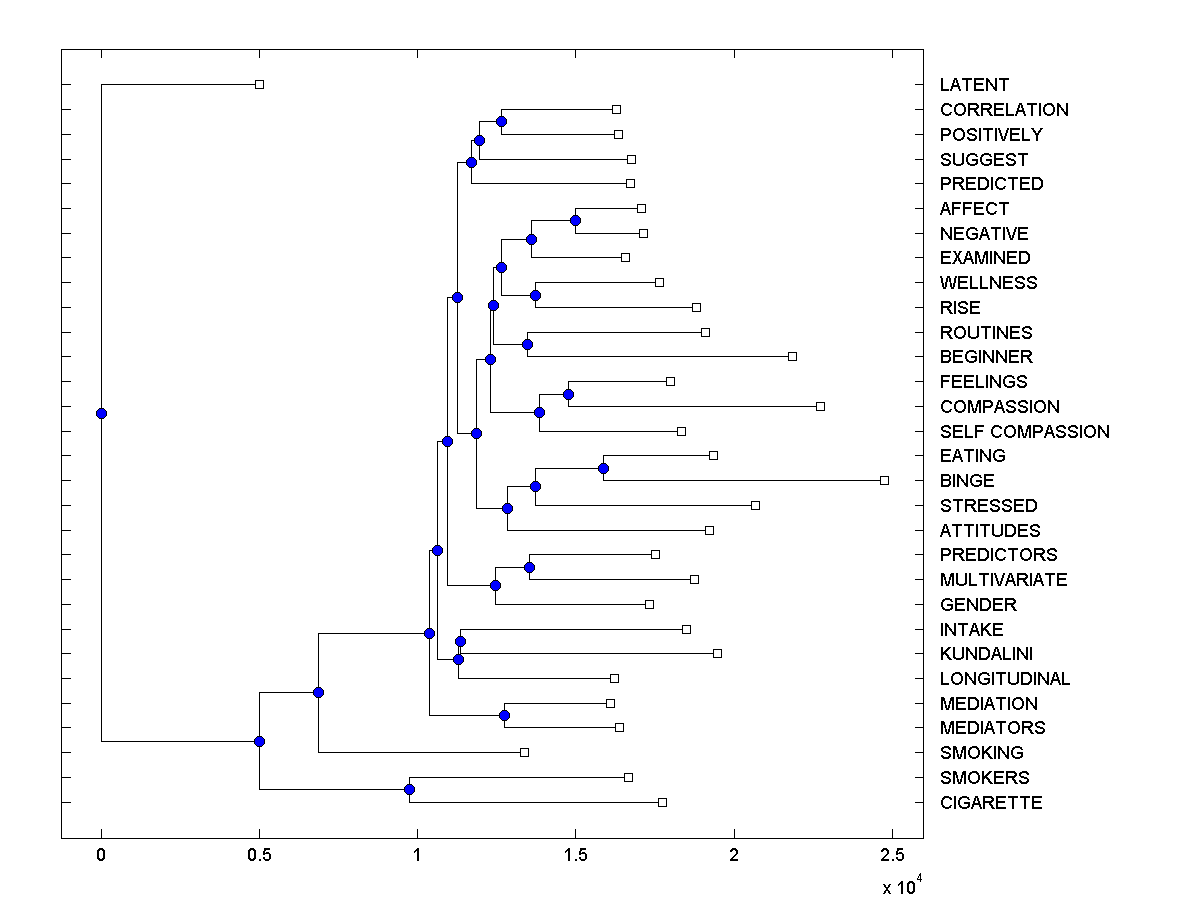 LATENT
CORRELATION
POSITIVELY
SUGGEST
PREDICTED
AFFECT
NEGATIVE
EXAMINED
WELLNESS
RISE
ROUTINES
BEGINNER
FEELINGS
COMPASSION
SELF COMPASSION
EATING
BINGE
STRESSED
ATTITUDES
PREDICTORS
MULTIVARIATE
GENDER
INTAKE
KUNDALINI
LONGITUDINAL
MEDIATION
MEDIATORS
SMOKING
SMOKERS
CIGARETTE
0 0.5 1 1.5 2 2.5
x 10^4